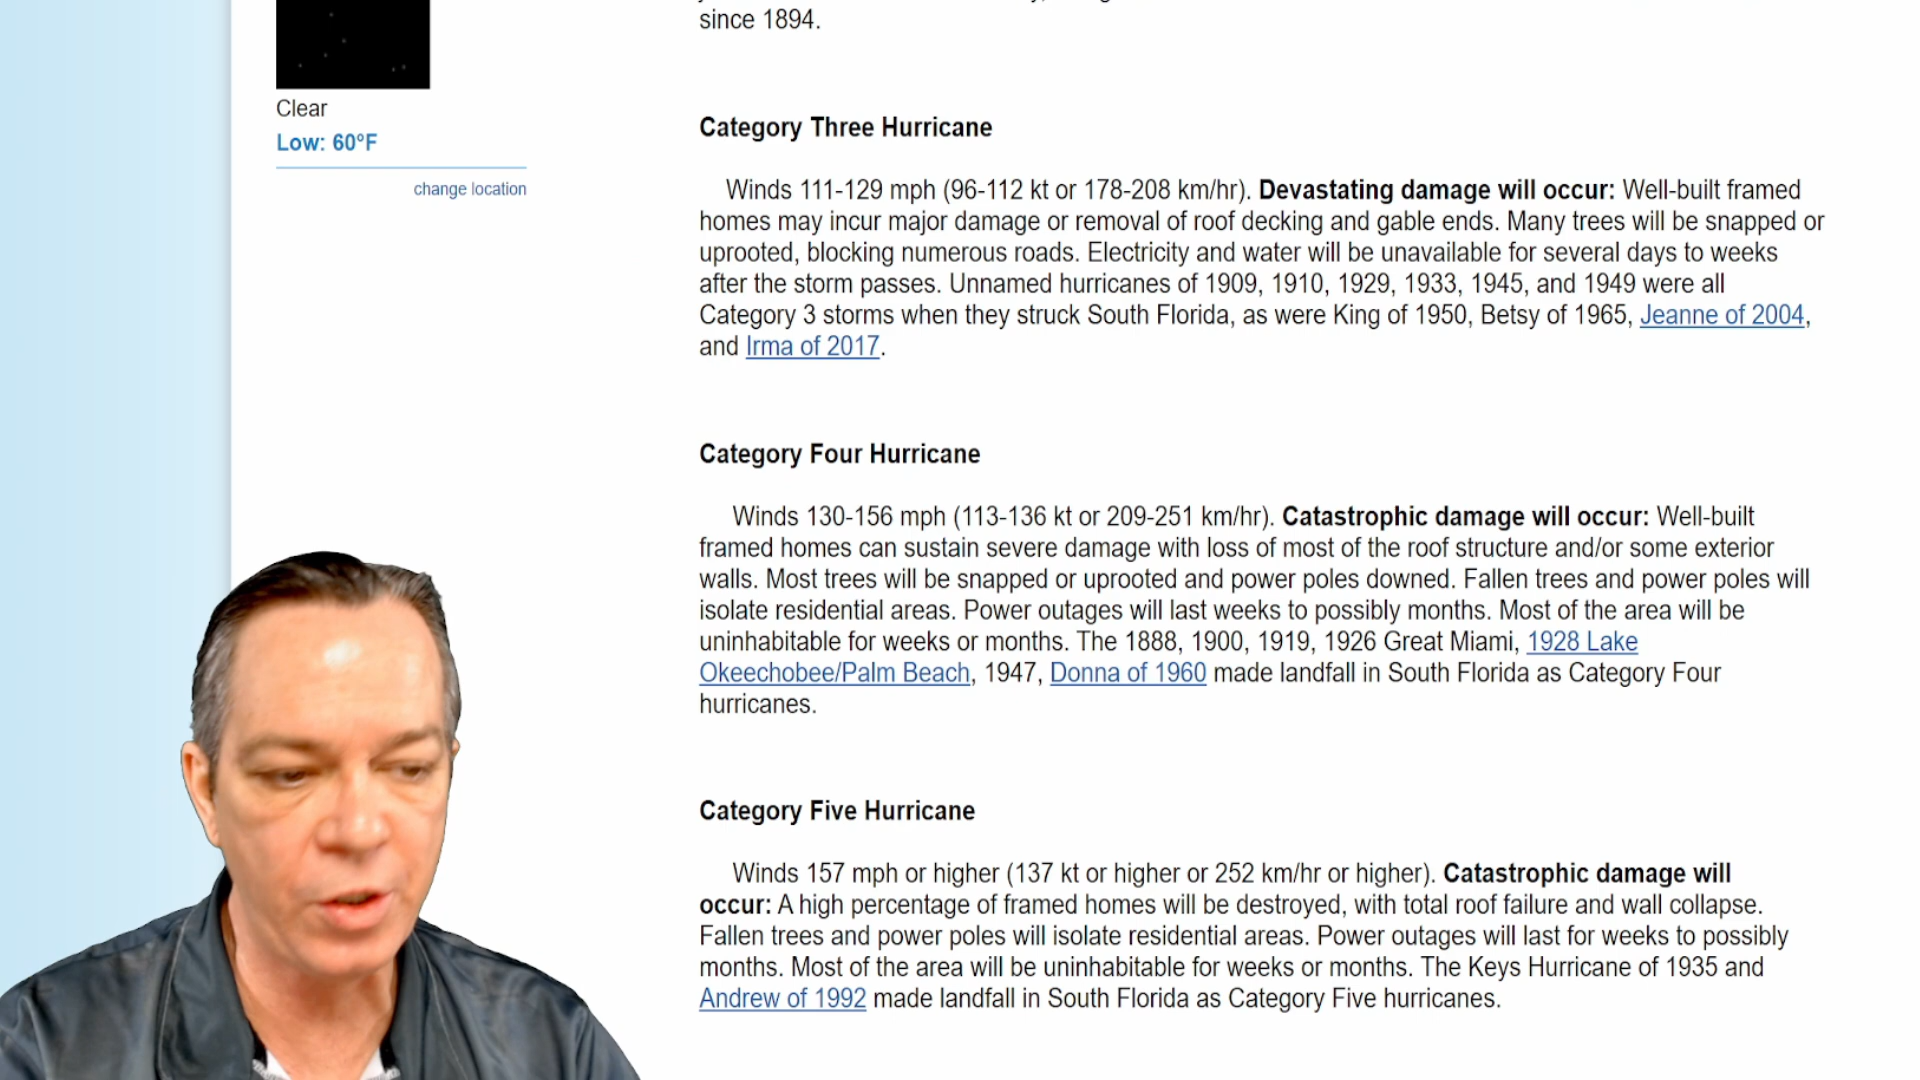 since 1894.
Clear
Low: 60°F
change location
Category Three Hurricane
Winds 111-129 mph (96-112 kt or 178-208 km/hr). Devastating damage will occur: Well-built framed
homes may incur major damage or removal of roof decking and gable ends. Many trees will be snapped or
uprooted, blocking numerous roads. Electricity and water will be unavailable for several days to weeks
after the storm passes. Unnamed hurricanes of 1909, 1910, 1929, 1933, 1945, and 1949 were all
Category 3 storms when they struck South Florida, as were King of 1950, Betsy of 1965, Jeanne of 2004,
and Irma of 2017.
Category Four Hurricane
Winds 130-156 mph (113-136 kt or 209-251 km/hr). Catastrophic damage will occur: Well-built
framed homes can sustain severe damage with loss of most of the roof structure and/or some exterior
walls. Most trees will be snapped or uprooted and power poles downed. Fallen trees and power poles will
isolate residential areas. Power outages will last weeks to possibly months. Most of the area will be
uninhabitable for weeks or months. The 1888, 1900, 1919, 1926 Great Miami, 1928 Lake
Okeechobee/Palm Beach, 1947, Donna of 1960 made landfall in South Florida as Category Four
hurricanes.
Category Five Hurricane
Winds 157 mph or higher (137 kt or higher or 252 km/hr or higher). Catastrophic damage will
occur: A high percentage of framed homes will be destroyed, with total roof failure and wall collapse.
Fallen trees and power poles will isolate residential areas. Power outages will last for weeks to possibly
months. Most of the area will be uninhabitable for weeks or months. The Keys Hurricane of 1935 and
Andrew of 1992 made landfall in South Florida as Category Five hurricanes.